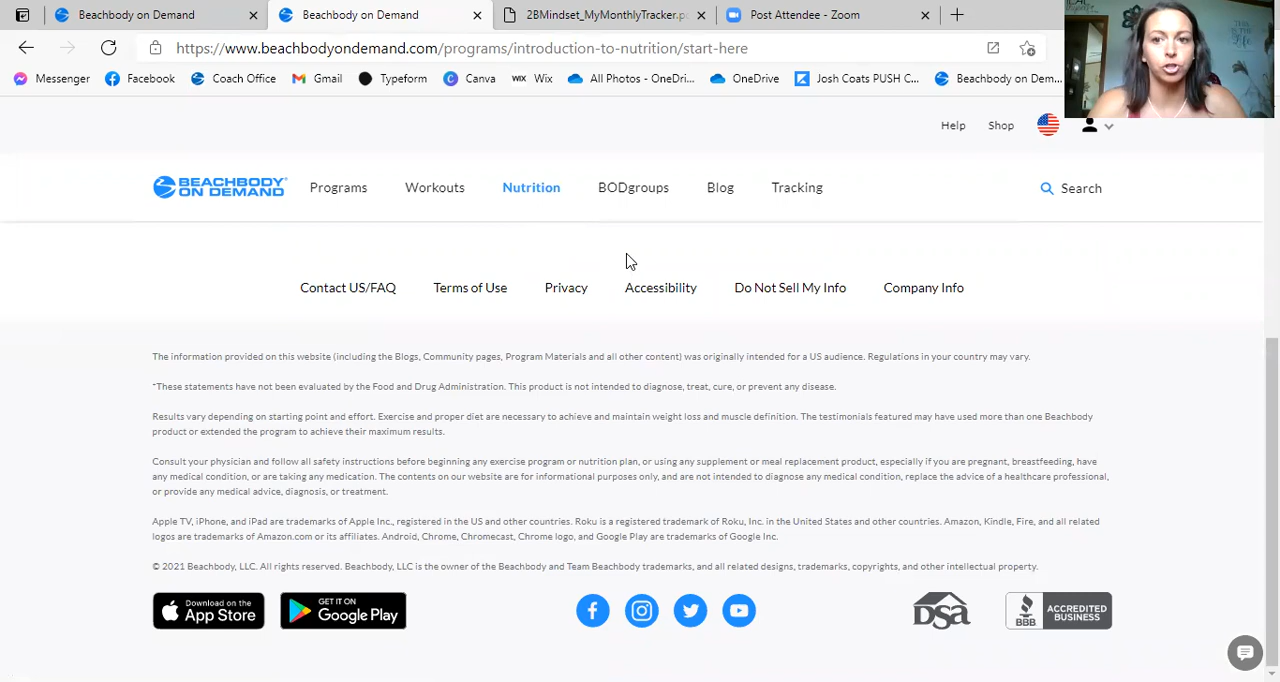 Beachbody on Demand
Beachbody on Demand
2BMindset_MyMonthlyTracker.p
Post Attendee - Zoom
https://www.beachbodyondemand.com/programs/introduction-to-nutrition/start-here
Messenger
Facebook
Coach Office
Gmail
Typeform
Canva
WIX Wix
All Photos - OneDri...
OneDrive
Josh Coats PUSH C...
Beachbody on Dem...
Help
Shop
BEACHBODY
ON DEMAND
Programs
Workouts
Nutrition
BODgroups
Blog
Tracking
Search
Contact US/FAQ
Terms of Use
Privacy
Accessibility
Do Not Sell My Info
Company Info
The information provided on this website (including the Blogs, Community pages, Program Materials and all other content) was originally intended for a US audience. Regulations in your country may vary.
*These statements have not been evaluated by the Food and Drug Administration. This product is not intended to diagnose, treat, cure, or prevent any disease.
Results vary depending on starting point and effort. Exercise and proper diet are necessary to achieve and maintain weight loss and muscle definition. The testimonials featured may have used more than one Beachbody
product or extended the program to achieve their maximum results.
Consult your physician and follow all safety instructions before beginning any exercise program or nutrition plan, or using any supplement or meal replacement product, especially if you are pregnant, breastfeeding, have
any medical condition, or are taking any medication. The contents on our website are for informational purposes only, and are not intended to diagnose any medical condition, replace the advice of a healthcare professional,
or provide any medical advice, diagnosis, or treatment.
Apple TV, iPhone, and iPad are trademarks of Apple Inc., registered in the US and other countries. Roku is a registered trademark of Roku, Inc. in the United States and other countries. Amazon, Kindle, Fire, and all related
logos are trademarks of Amazon.com or its affiliates. Android, Chrome, Chromecast, Chrome logo, and Google Play are trademarks of Google Inc.
© 2021 Beachbody, LLC. All rights reserved. Beachbody, LLC is the owner of the Beachbody and Team Beachbody trademarks, and all related designs, trademarks, copyrights, and other intellectual property.
Download on the
App Store
GET IT ON
Google Play
DSA
BBB
ACCREDITED
BUSINESS